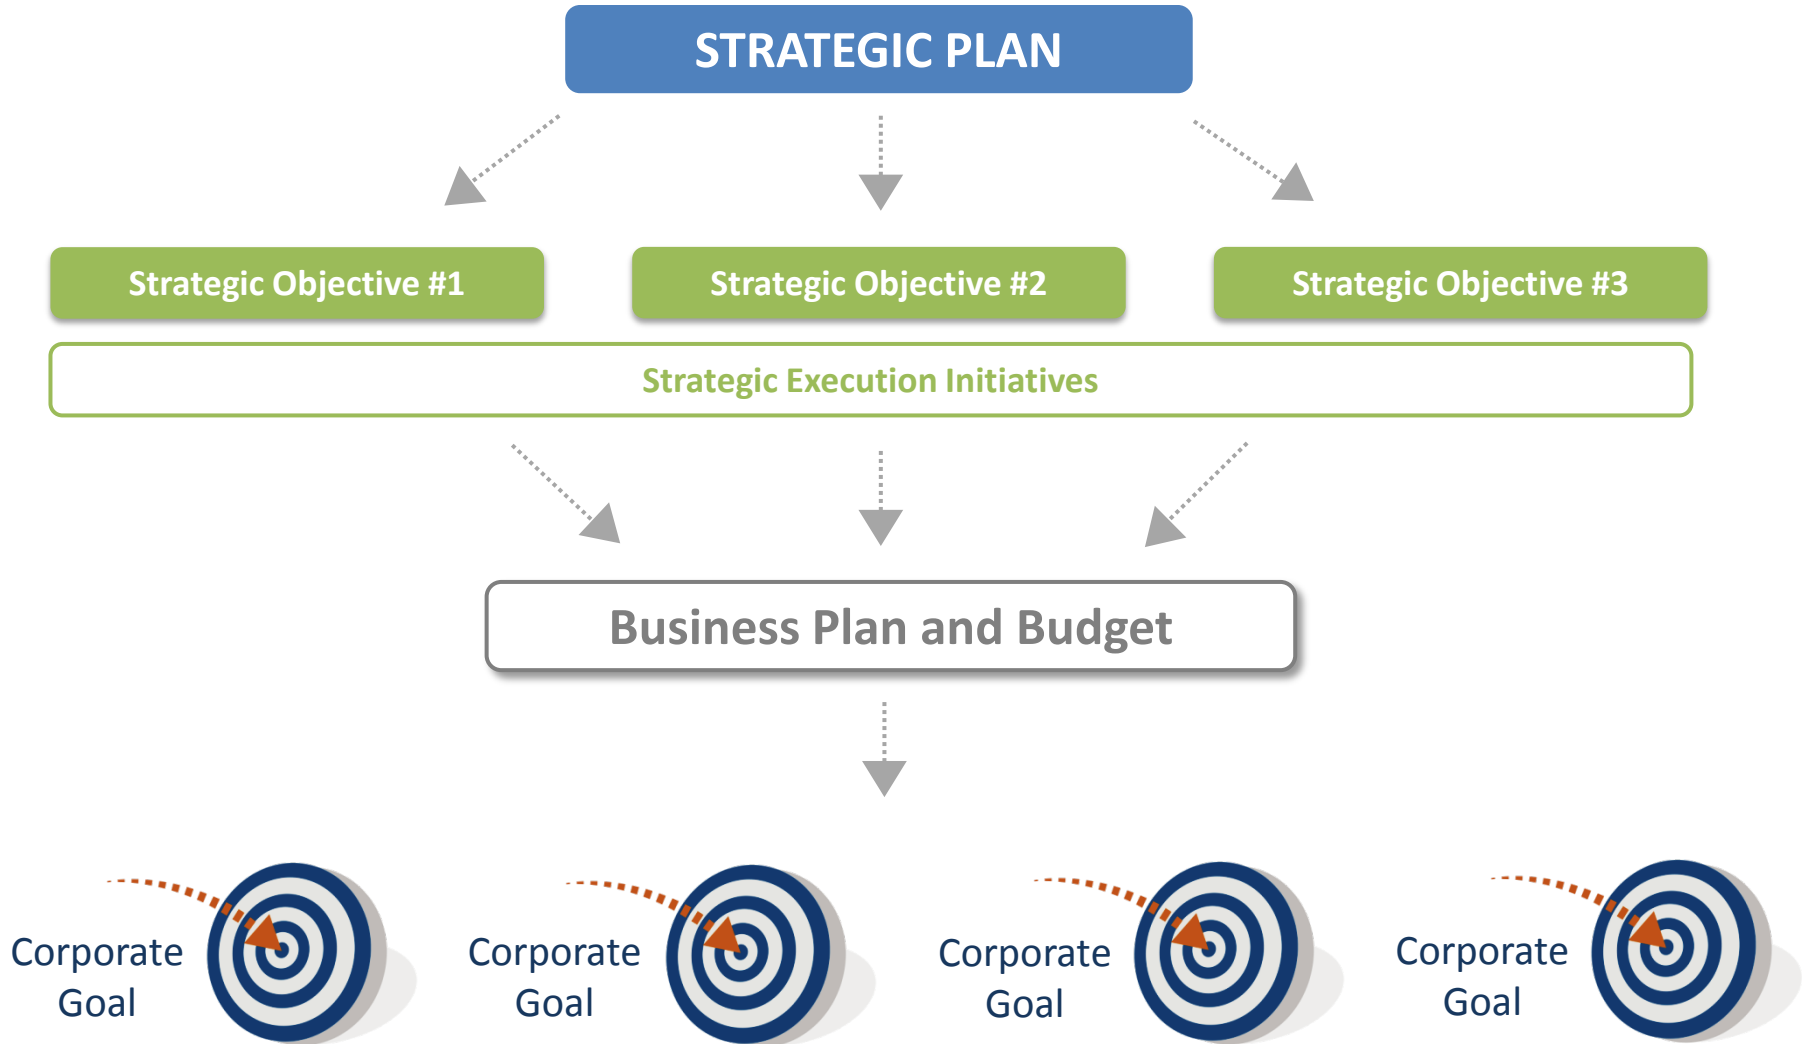 STRATEGIC PLAN
Strategic Objective #1
Strategic Objective #2
Strategic Objective #3
Strategic Execution Initiatives
Business Plan and Budget
Corporate
Goal
Corporate
Goal
Corporate
Goal
Corporate
Goal